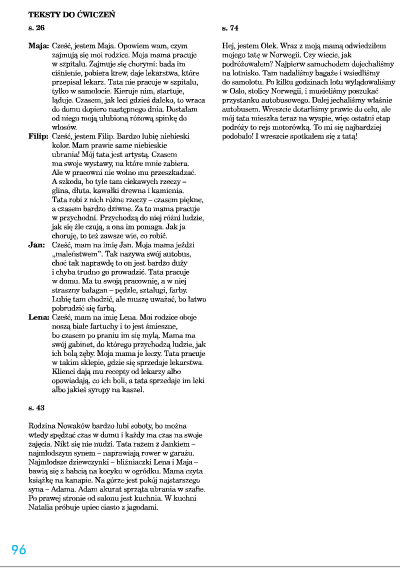 TEKSTY DO ĆWICZEŃ
s. 26
Maja: Cześć, jestem Maja. Opowiem wam, czym
zajmują się moi rodzice. Moja mama pracuje
w szpitalu. Zajmuje się chorymi: bada im
ciśnienie, pobiera krew, daje lekarstwa, które
przepisał lekarz. Tata nie pracuje w szpitalu,
tylko w samolocie. Kieruje nim, startuje,
ląduje. Czasem, jak leci gdzieś daleko, to wraca
do domu dopiero następnego dnia. Dostałam
od niego moją ulubioną różową spinkę do
włosów.
Filip: Cześć, jestem Filip. Bardzo lubię niebieski
kolor. Mam prawie same niebieskie
ubrania! Mój tata jest artystą. Czasem
ma swoje wystawy, na które mnie zabiera.
Ale w pracowni nie wolno mu przeszkadzać.
A szkoda, bo tyle tam ciekawych rzeczy –
glina, dłuta, kawałki drewna i kamienia.
Tata robi z nich różne rzeczy – czasem piękne,
a czasem bardzo dziwne. Za to mama pracuje
w przychodni. Przychodzą do niej różni ludzie,
jak się źle czują, a ona im pomaga. Jak ja
choruję, to też zawsze wie, co robić.
Jan: Cześć, mam na imię Jan. Moja mama jeździ
„maleństwem”. Tak nazywa swój autobus,
choć tak naprawdę to on jest bardzo duży
i chyba trudno go prowadzić. Tata pracuje
w domu. Ma tu swoją pracownię, a w niej
straszny bałagan – pędzle, sztalugi, farby.
Lubię tam chodzić, ale muszę uważać, bo łatwo
pobrudzić się farbą.
Lena: Cześć, mam na imię Lena. Moi rodzice oboje
noszą białe fartuchy i to jest śmieszne,
bo czasem po praniu im się mylą. Mama ma
swój gabinet, do którego przychodzą ludzie, jak
ich bolą zęby. Moja mama je leczy. Tata pracuje
w takim sklepie, gdzie się sprzedaje lekarstwa.
Klienci dają mu recepty od lekarzy albo
opowiadają, co ich boli, a tata sprzedaje im leki
albo jakieś syropy na kaszel.
s. 43
Rodzina Nowaków bardzo lubi soboty, bo można
wtedy spędzać czas w domu i każdy ma czas na swoje
zajęcia. Nikt się nie nudzi. Tata razem z Jankiem –
najmłodszym synem – naprawiają rower w garażu.
Najmłodsze dziewczynki – bliźniaczki Lena i Maja –
bawią się z babcią na kocyku w ogródku. Mama czyta
książkę na kanapie. Na górze jest pokój najstarszego
syna – Adama. Adam akurat sprząta ubrania w szafie.
Po prawej stronie od salonu jest kuchnia. W kuchni
Natalia próbuje upiec ciasto z jagodami.
96
s. 74
Hej, jestem Olek. Wraz z moją mamą odwiedziłem
mojego tatę w Norwegii. Czy wiecie, jak
podróżowałem? Najpierw samochodem dojechaliśmy
na lotnisko. Tam nadaliśmy bagaże i wsiedliśmy
do samolotu. Po kilku godzinach lotu wylądowaliśmy
w Oslo, stolicy Norwegii, i musieliśmy poszukać
przystanku autobusowego. Dalej jechaliśmy właśnie
autobusem. Wreszcie dotarliśmy prawie do celu, ale
mój tata mieszka teraz na wyspie, więc ostatni etap
podróży to rejs motorówką. To mi się najbardziej
podobało! I wreszcie spotkałem się z tatą!